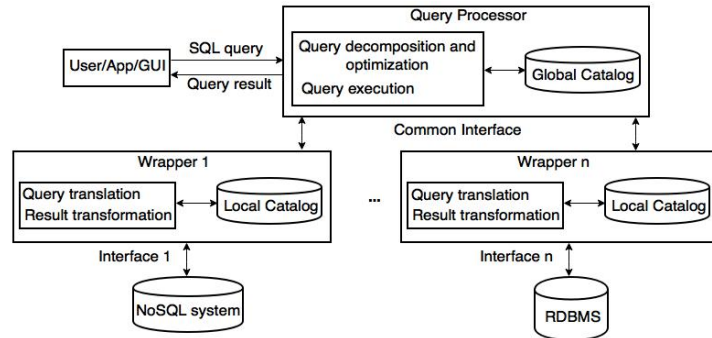 Query Processor
SQL query
User/App/GUI
Query result
Query decomposition and
optimization
Query execution
Global Catalog
Common Interface
Wrapper 1
Query translation
Result transformation
Local Catalog
...
Wrapper n
Query translation
Result transformation
Local Catalog
Interface 1
Interface n
NoSQL system
RDBMS